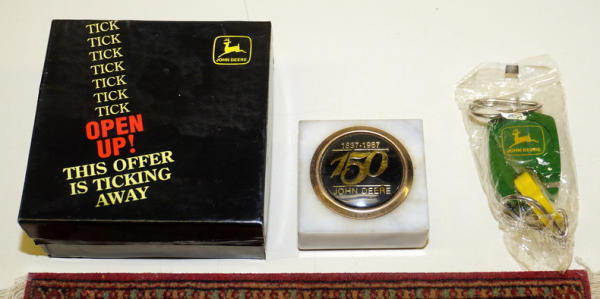 TICK
TICK
TICK
TICK
TICK
TICK
TICK
OPEN
UP!
THIS OFFER
IS TICKING
AWAY
JOHN DEERE
1837-1987
150
JOHN DEERE
JOHN DEERE